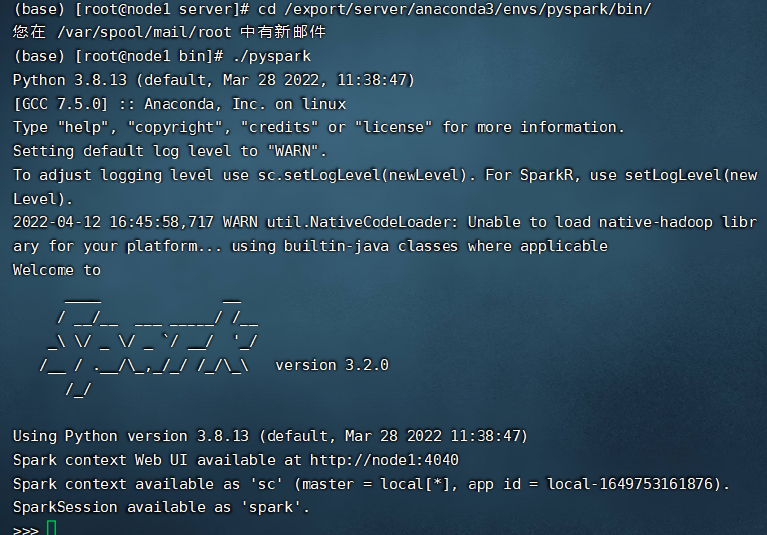 (base) [root@node1 server]# cd /export/server/anaconda3/envs/pyspark/bin/
您在 /var/spool/mail/root 中有新邮件
(base) [root@node1 bin]# ./pyspark
Python 3.8.13 (default, Mar 28 2022, 11:38:47)
[GCC 7.5.0] :: Anaconda, Inc. on linux
Type "help", "copyright", "credits" or "license" for more information.
Setting default log level to "WARN".
To adjust logging level use sc.setLogLevel(newLevel). For SparkR, use setLogLevel(new
Level).
2022-04-12 16:45:58,717 WARN util.NativeCodeLoader: Unable to load native-hadoop libr
ary for your platform... using builtin-java classes where applicable
Welcome to
      ____              __
     / __/__  ___ _____/ /__
    _\ \/ _ \/ _ `/ __/  '_/
   /__ / .__/\_,_/_/ /_/\_\   version 3.2.0
      /_/
Using Python version 3.8.13 (default, Mar 28 2022 11:38:47)
Spark context Web UI available at http://node1:4040
Spark context available as 'sc' (master = local[*], app id = local-1649753161876).
SparkSession available as 'spark'.
>>>